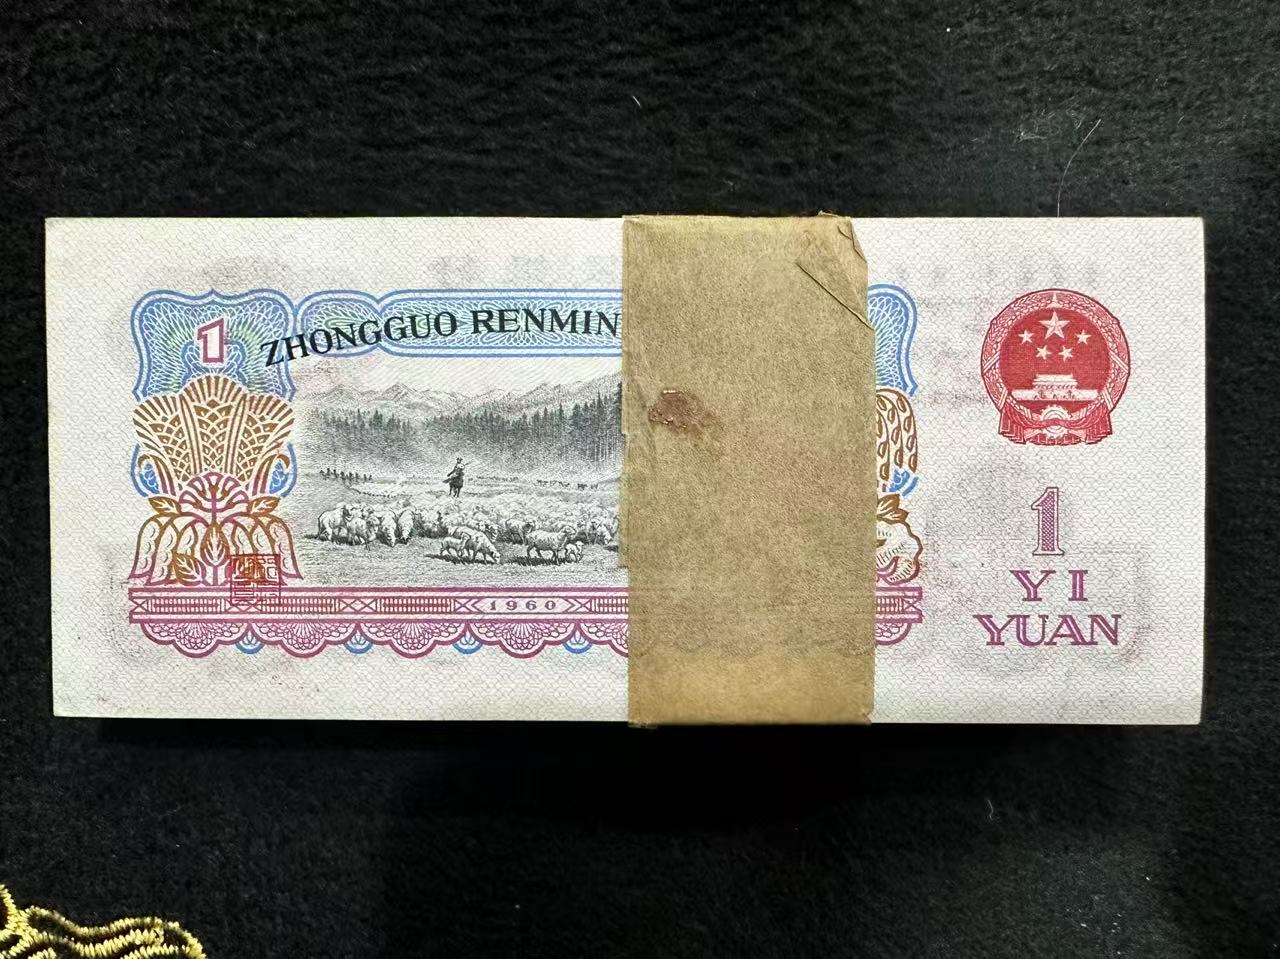 1
ZHONGGUO RENMIN
1960
1
YI
YUAN